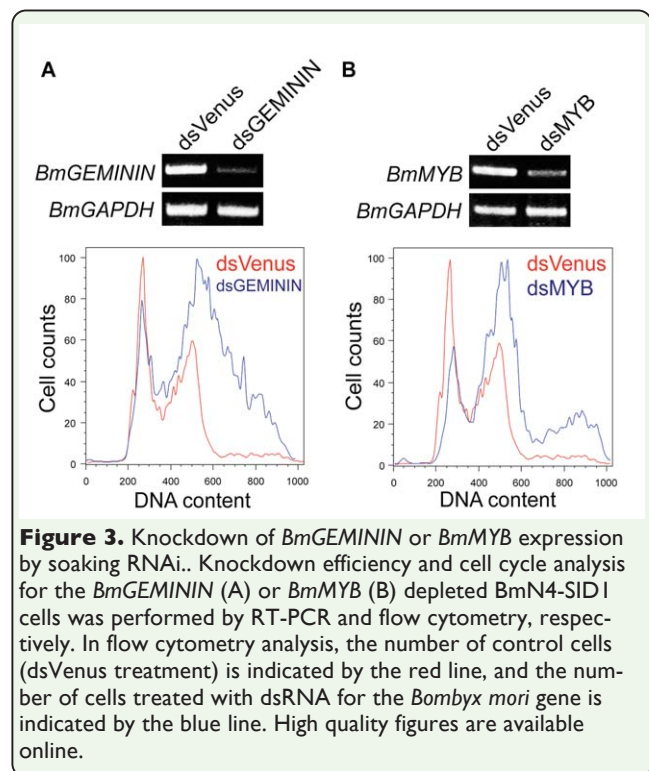 A
B
dsVenus
dsGEMININ
dsVenus
dsMYB
BmGEMININ
BmGAPDH
BmMYB
BmGAPDH
100
80
60
40
20
0
Cell counts
dsVenus
dsGEMININ
0 200 400 600 800 1000
DNA content
100
80
60
40
20
0
Cell counts
dsVenus
dsMYB
0 200 400 600 800 1000
DNA content
Figure 3. Knockdown of BmGEMININ or BmMYB expression
by soaking RNAi.. Knockdown efficiency and cell cycle analysis
for the BmGEMININ (A) or BmMYB (B) depleted BmN4-SID1
cells was performed by RT-PCR and flow cytometry, respec-
tively. In flow cytometry analysis, the number of control cells
(dsVenus treatment) is indicated by the red line, and the num-
ber of cells treated with dsRNA for the Bombyx mori gene is
indicated by the blue line. High quality figures are available
online.